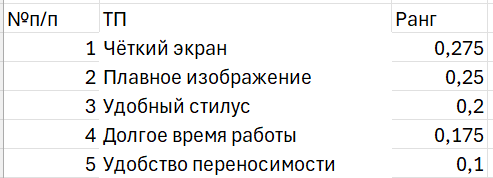 №п/п ТП Ранг
1 Чёткий экран 0,275
2 Плавное изображение 0,25
3 Удобный стилус 0,2
4 Долгое время работы 0,175
5 Удобство переносимости 0,1